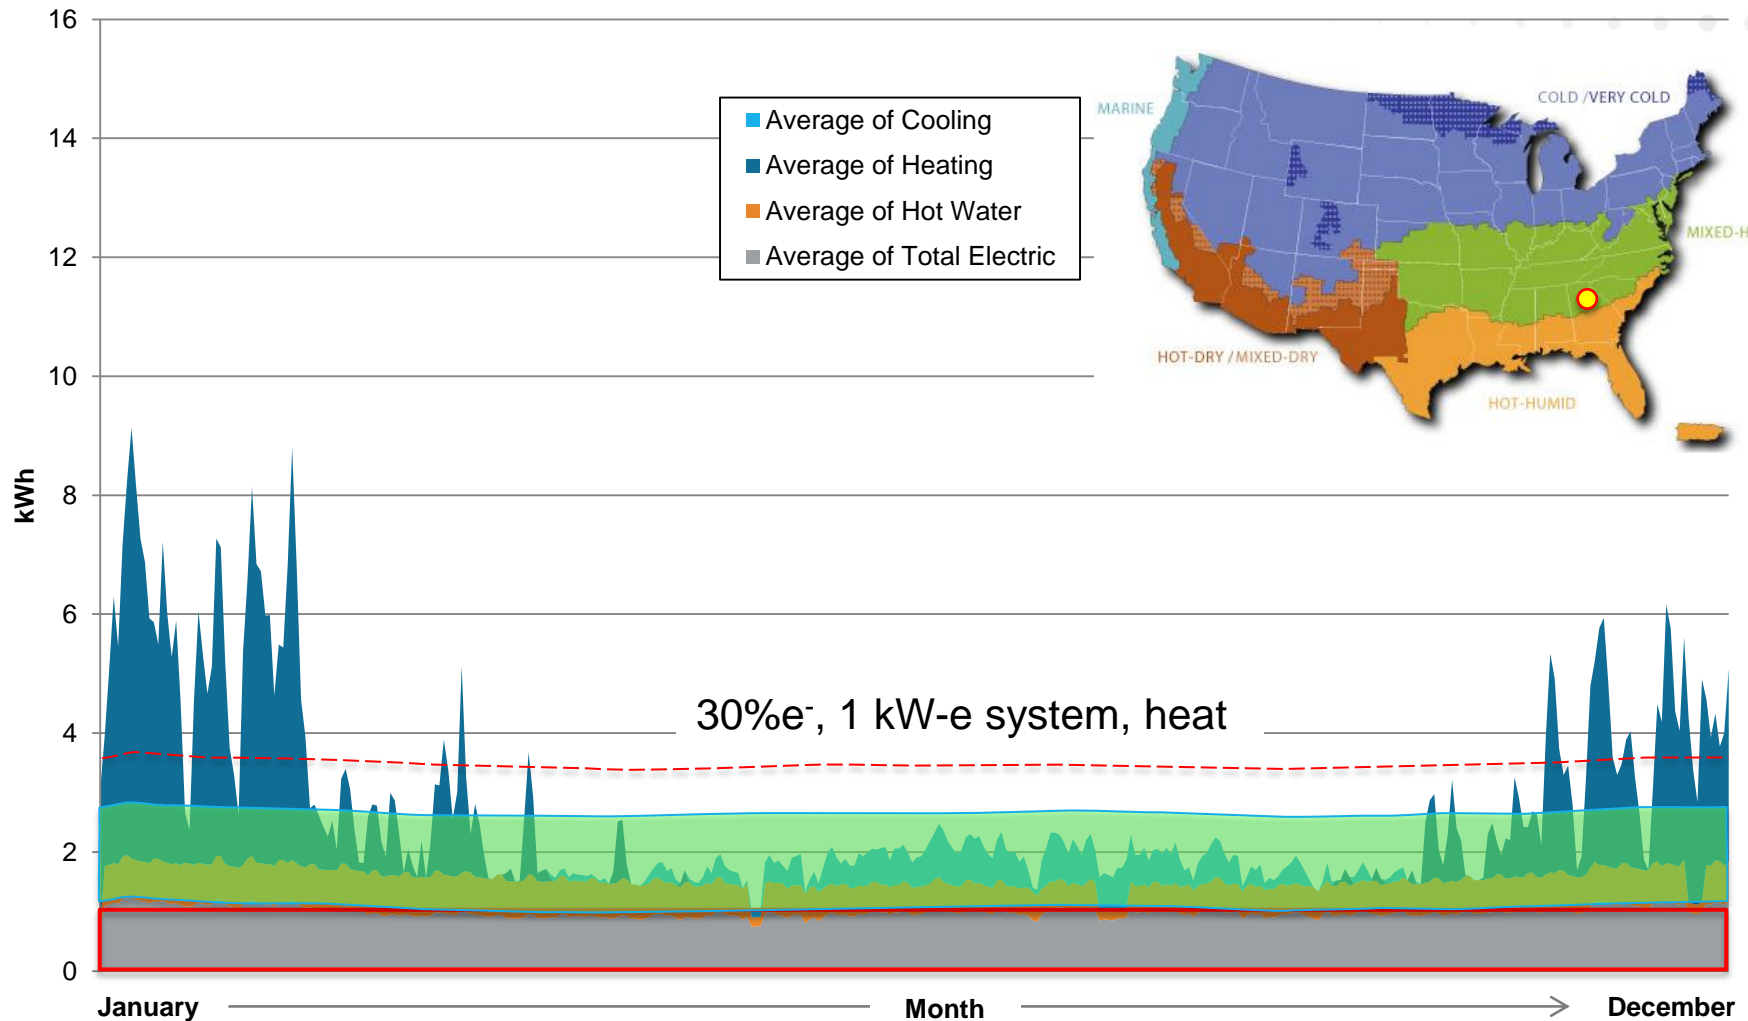 16
14
12
10
8
6
4
2
0
kWh
Average of Cooling
Average of Heating
Average of Hot Water
Average of Total Electric
MARINE
COLD /VERY COLD
MIXED-H
HOT-DRY / MIXED-DRY
HOT-HUMID
30%e-, 1 kW-e system, heat
January
Month
December